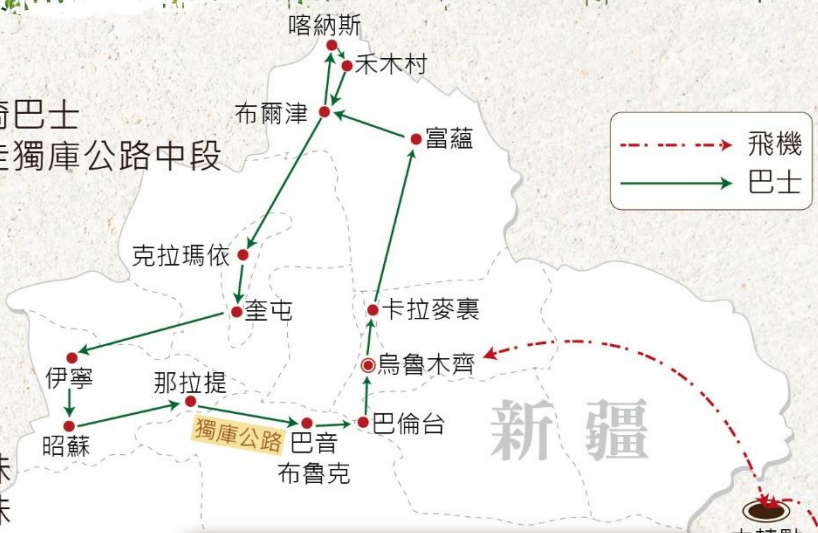 喀納斯
禾木村
布爾津
巴士
獨庫公路中段
富蘊
飛機
巴士
克拉瑪依
奎屯
卡拉麥裏
烏魯木齊
伊寧
那拉提
獨庫公路
巴音
布魯克
巴倫台
昭蘇
新疆